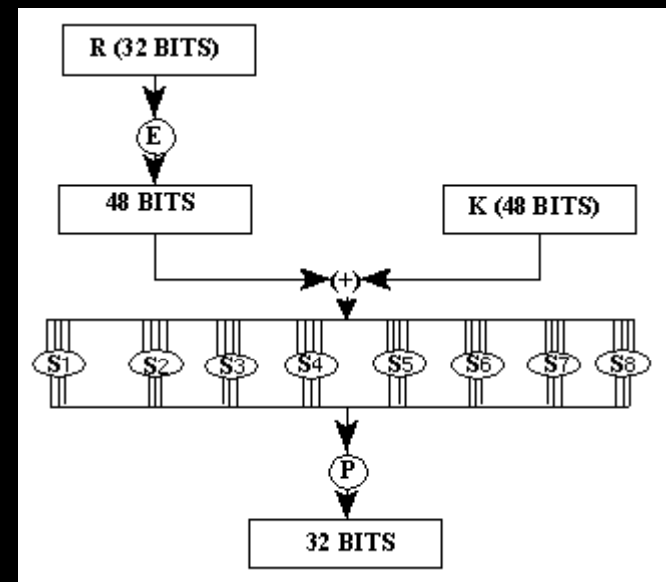 R (32 BITS)
E
48 BITS
K (48 BITS)
(+)
S1 S2 S3 S4 S5 S6 S7 S8
P
32 BITS